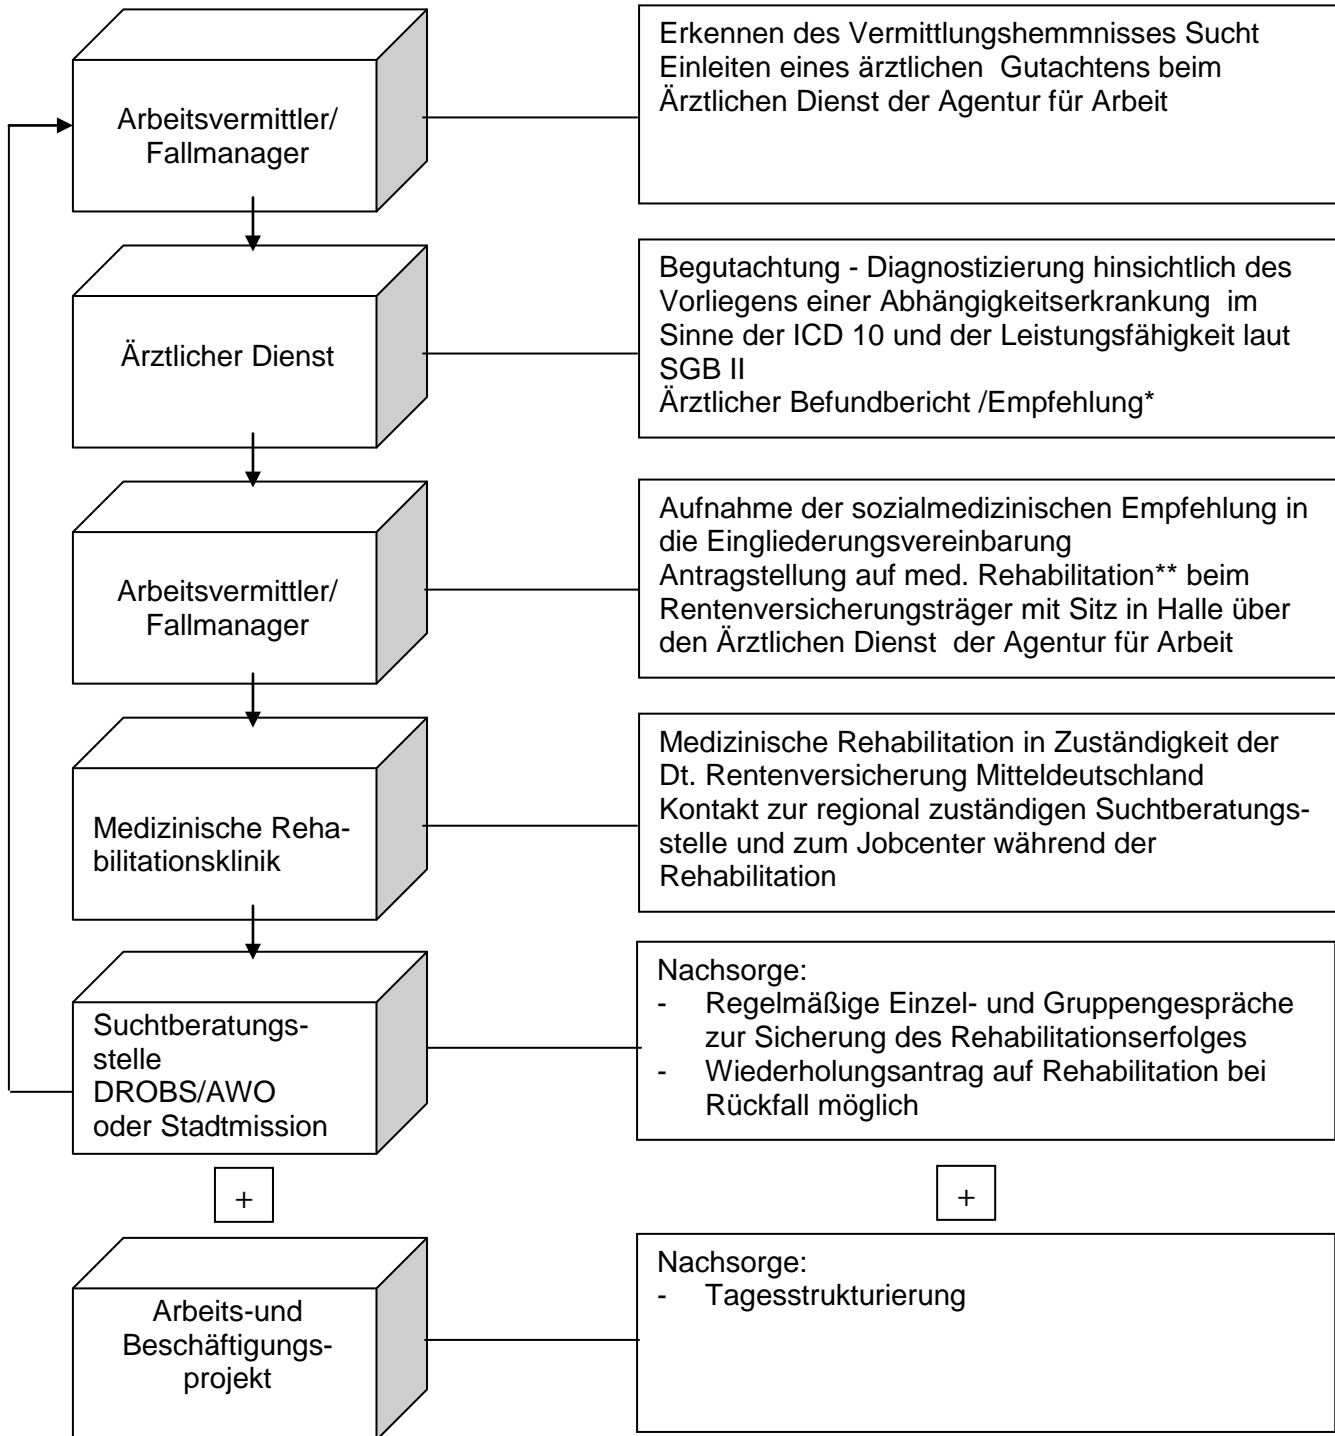 Arbeitsvermittler/
Fallmanager
Erkennen des Vermittlungshemmnisses Sucht
Einleiten eines ärztlichen Gutachtens beim
Ärztlichen Dienst der Agentur für Arbeit
Ärztlicher Dienst
Begutachtung - Diagnostizierung hinsichtlich des
Vorliegens einer Abhängigkeitserkrankung im
Sinne der ICD 10 und der Leistungsfähigkeit laut
SGB II
Ärztlicher Befundbericht /Empfehlung*
Arbeitsvermittler/
Fallmanager
Aufnahme der sozialmedizinischen Empfehlung in
die Eingliederungsvereinbarung
Antragstellung auf med. Rehabilitation** beim
Rentenversicherungsträger mit Sitz in Halle über
den Ärztlichen Dienst der Agentur für Arbeit
Medizinische Reha-
bilitationsklinik
Medizinische Rehabilitation in Zuständigkeit der
Dt. Rentenversicherung Mitteldeutschland
Kontakt zur regional zuständigen Suchtberatungs-
stelle und zum Jobcenter während der
Rehabilitation
Suchtberatungs-
stelle
DROBS/AWO
oder Stadtmission
Nachsorge:
- Regelmäßige Einzel- und Gruppengespräche
zur Sicherung des Rehabilitationserfolges
- Wiederholungsantrag auf Rehabilitation bei
Rückfall möglich
+
+
Arbeits-und
Beschäftigungs-
projekt
Nachsorge:
- Tagesstrukturierung